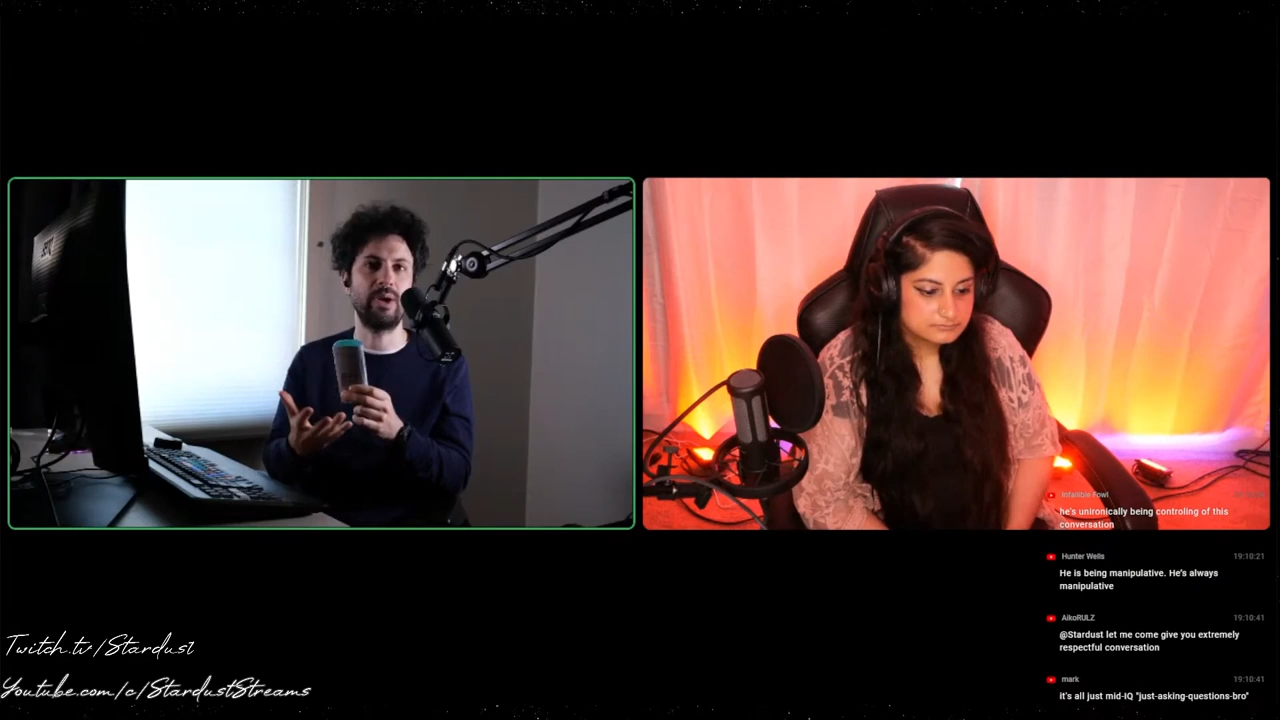 Infallible Fowl
he's unironically being controling of this
conversation
Hunter Wells 19:10:21
He is being manipulative. He's always
manipulative
AikoRULZ 19:10:41
@Stardust let me come give you extremely
respectful conversation
mark 19:10:41
it's all just mid-IQ "just-asking-questions-bro"
Twitch.tv/Stardust
Youtube.com/c/StardustStreams